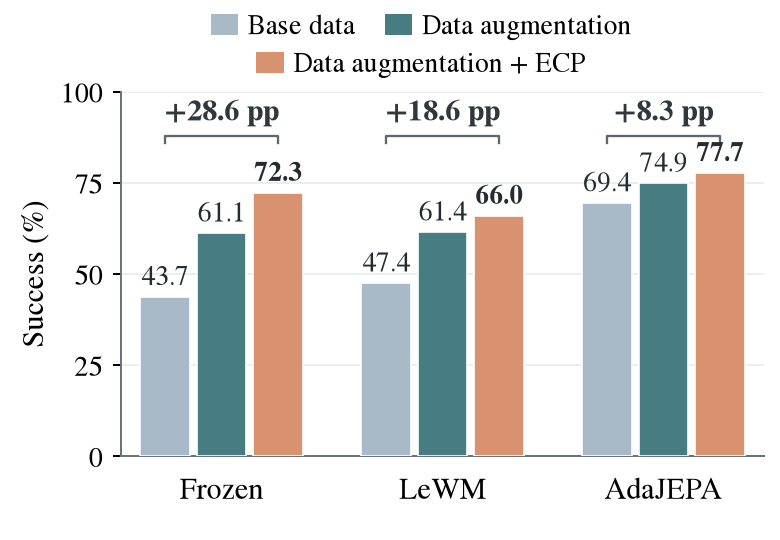 Base data Data augmentation
Data augmentation + ECP
100
+28.6 pp +18.6 pp +8.3 pp
75
72.3
61.1
43.7
66.0
61.4
47.4
77.7
74.9
69.4
50
25
0
Success (%)
Frozen LeWM AdaJEPA